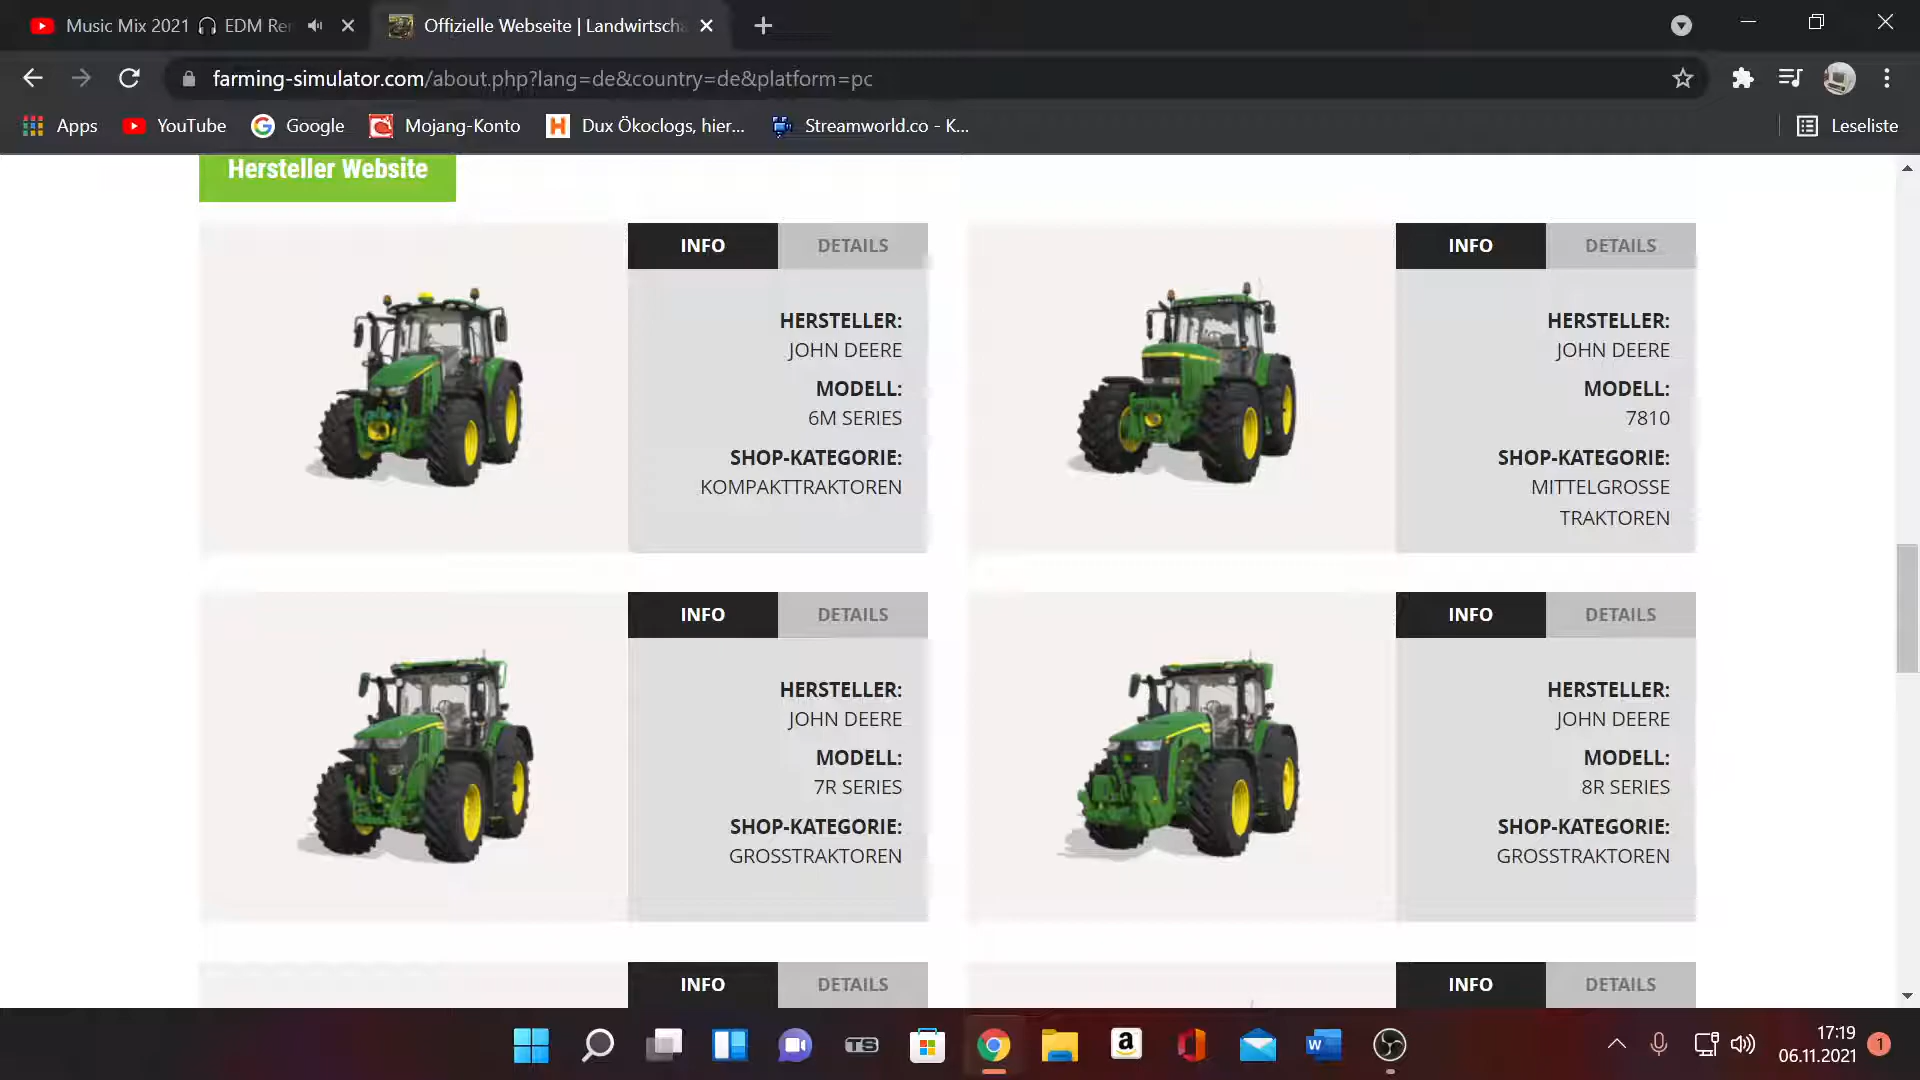 Music Mix 2021 🎧 EDM Re
Offizielle Webseite | Landwirtscha
farming-simulator.com/about.php?lang=de&country=de&platform=pc
Apps
YouTube
Google
Mojang-Konto
Dux Ökoclogs, hier...
Streamworld.co - K...
Leseliste
Hersteller Website
INFO
DETAILS
HERSTELLER:
JOHN DEERE
MODELL:
6M SERIES
SHOP-KATEGORIE:
KOMPAKTTRAKTOREN
INFO
DETAILS
HERSTELLER:
JOHN DEERE
MODELL:
7810
SHOP-KATEGORIE:
MITTELGROSSE
TRAKTOREN
INFO
DETAILS
HERSTELLER:
JOHN DEERE
MODELL:
7R SERIES
SHOP-KATEGORIE:
GROSSTRAKTOREN
INFO
DETAILS
HERSTELLER:
JOHN DEERE
MODELL:
8R SERIES
SHOP-KATEGORIE:
GROSSTRAKTOREN
INFO
DETAILS
INFO
DETAILS
TS
a
W
17:19
06.11.2021
1